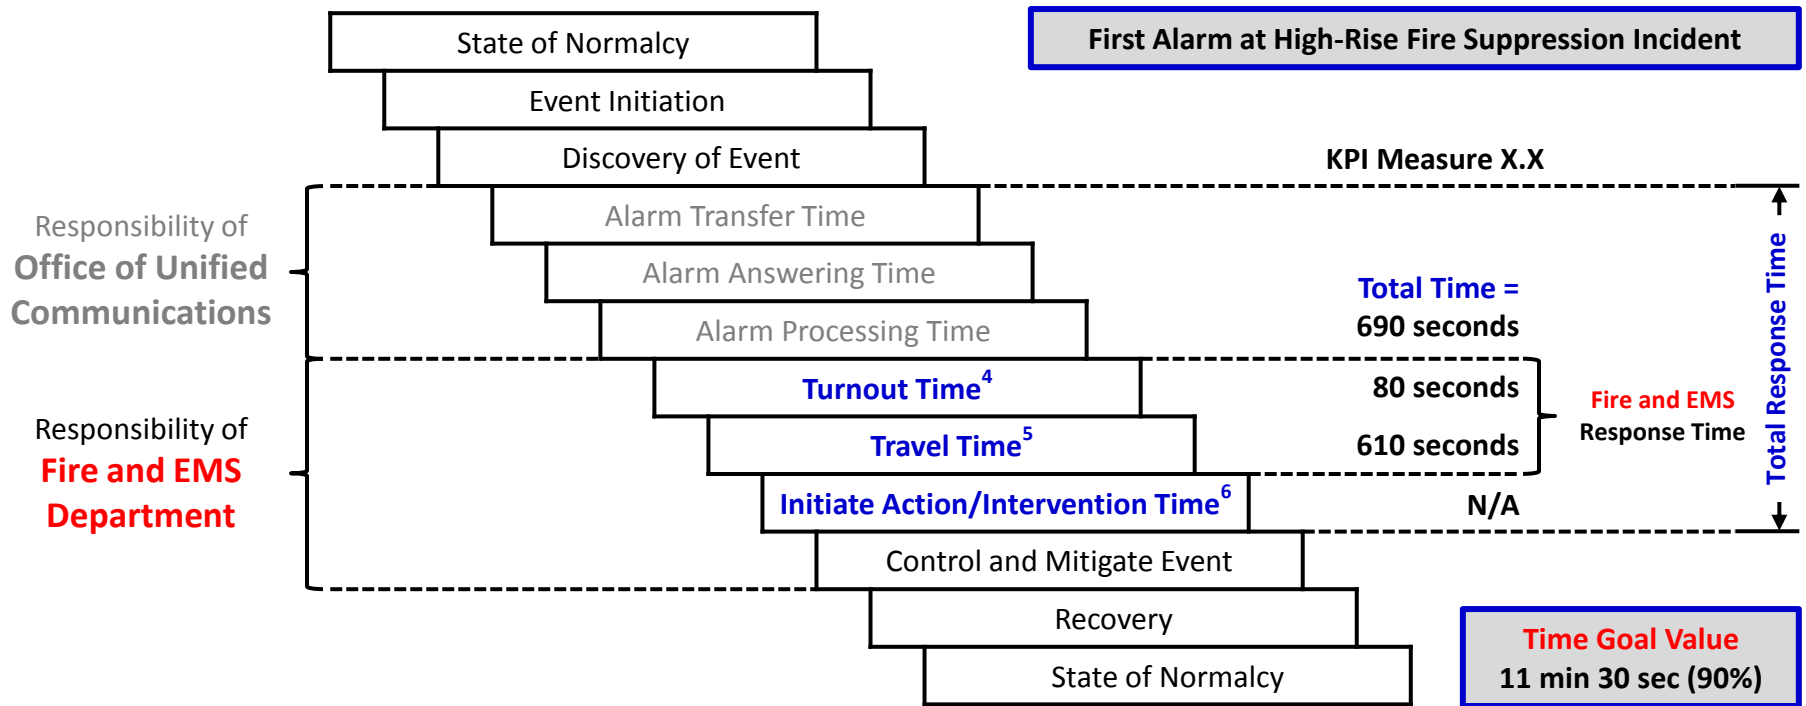 State of Normalcy
First Alarm at High-Rise Fire Suppression Incident
Event Initiation
Discovery of Event
KPI Measure X.X
Responsibility of
Office of Unified
Communications
Alarm Transfer Time
Alarm Answering Time
Alarm Processing Time
Total Time =
690 seconds
Total Response Time
Responsibility of
Fire and EMS
Department
Turnout Time4
80 seconds
Travel Time5
610 seconds
Fire and EMS
Response Time
Initiate Action/Intervention Time6
N/A
Control and Mitigate Event
Recovery
State of Normalcy
Time Goal Value
11 min 30 sec (90%)